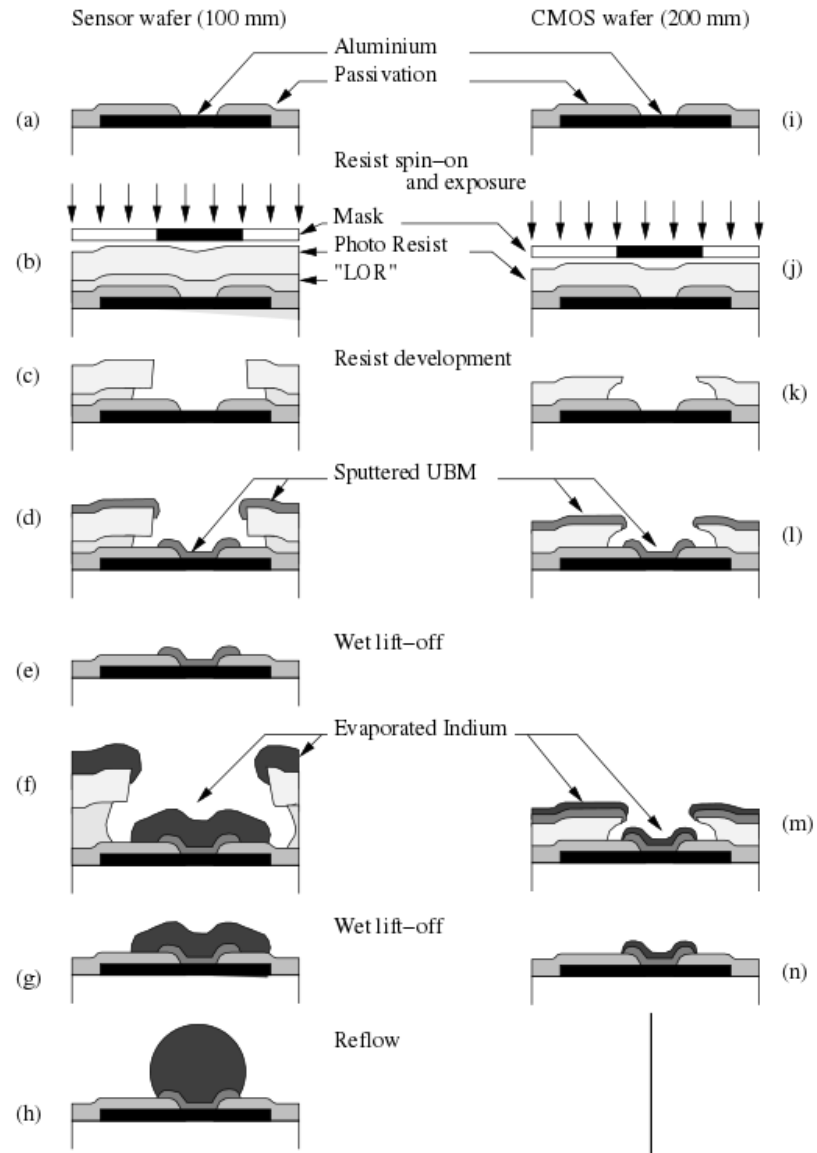 Sensor wafer (100 mm)
CMOS wafer (200 mm)
Aluminium
Passivation
(a)
(i)
Resist spin-on
and exposure
Mask
Photo Resist
"LOR"
(b)
(j)
(c)
Resist development
(k)
Sputtered UBM
(d)
(l)
Wet lift-off
(e)
Evaporated Indium
(f)
(m)
Wet lift-off
(g)
(n)
Reflow
(h)